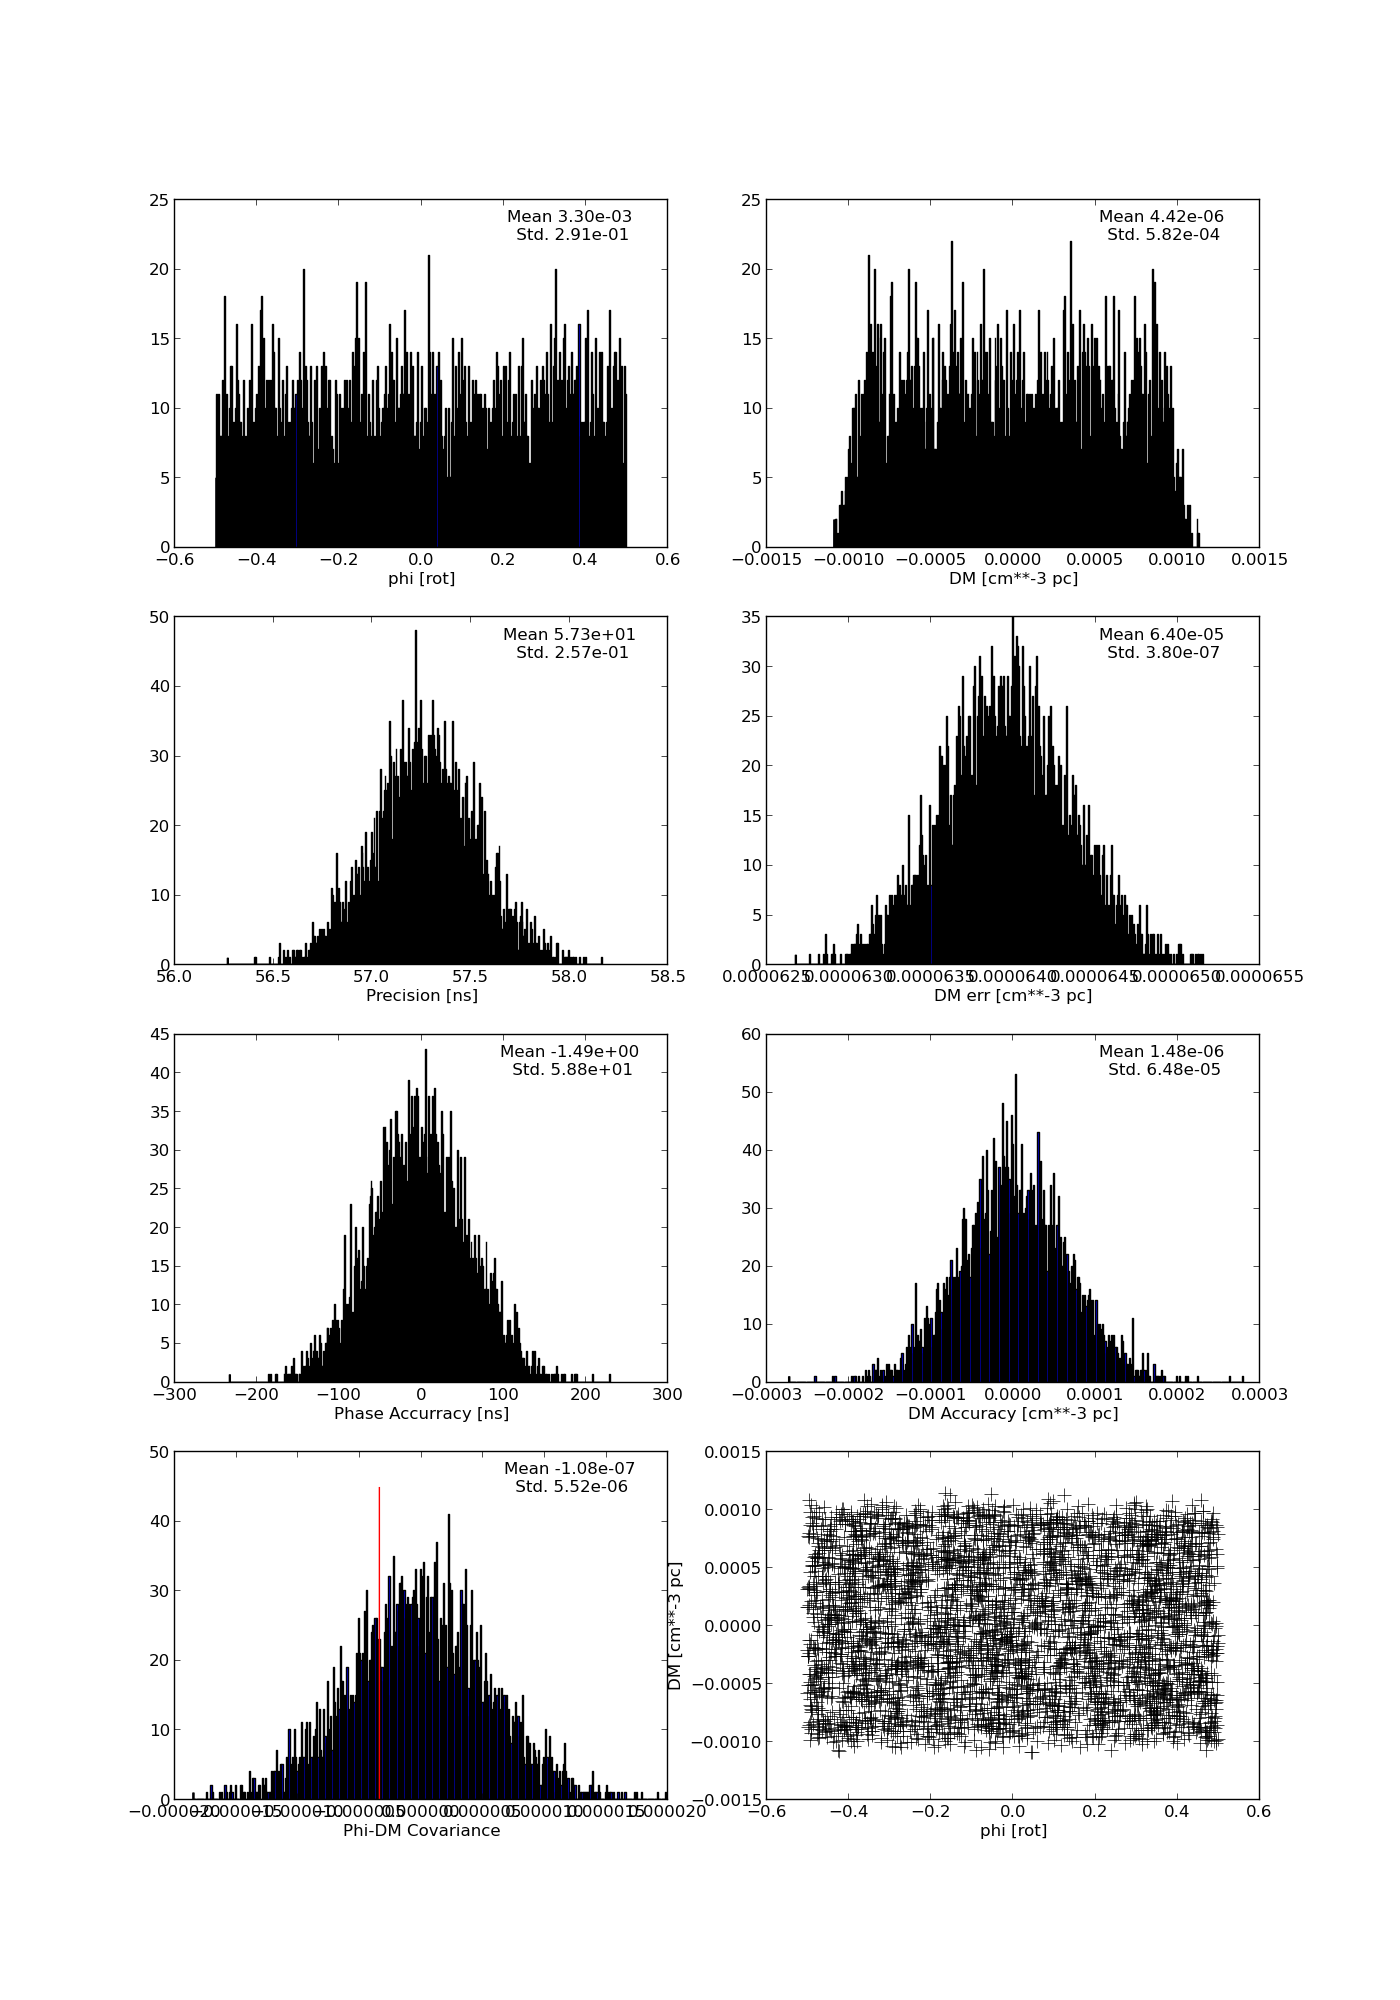 25
20
15
10
5
0
−0.6 −0.4 −0.2 0.0 0.2 0.4 0.6
phi [rot]
Mean 3.30e-03
Std. 2.91e-01
25
20
15
10
5
0
−0.0015 −0.0010 −0.0005 0.0000 0.0005 0.0010 0.0015
DM [cm**-3 pc]
Mean 4.42e-06
Std. 5.82e-04
50
40
30
20
10
0
56.0 56.5 57.0 57.5 58.0 58.5
Precision [ns]
Mean 5.73e+01
Std. 2.57e-01
35
30
25
20
15
10
5
0
0.0000625 0.0000630 0.0000635 0.0000640 0.0000645 0.0000650 0.0000655
DM err [cm**-3 pc]
Mean 6.40e-05
Std. 3.80e-07
45
40
35
30
25
20
15
10
5
0
−300 −200 −100 0 100 200 300
Phase Accurracy [ns]
Mean -1.49e+00
Std. 5.88e+01
60
50
40
30
20
10
0
−0.0003 −0.0002 −0.0001 0.0000 0.0001 0.0002 0.0003
DM Accuracy [cm**-3 pc]
Mean 1.48e-06
Std. 6.48e-05
50
40
30
20
10
0
Phi-DM Covariance
Mean -1.08e-07
Std. 5.52e-06
0.0015
0.0010
0.0005
0.0000
−0.0005
−0.0010
−0.0015
DM [cm**-3 pc]
−0.6 −0.4 −0.2 0.0 0.2 0.4 0.6
phi [rot]